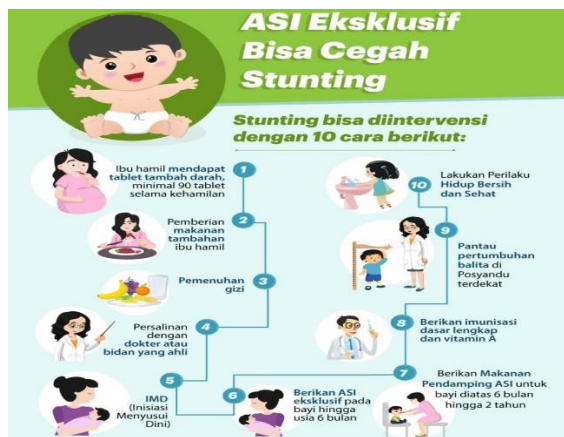 ASI Eksklusif
Bisa Cegah
Stunting
Stunting bisa diintervensi
dengan 10 cara berikut:
1
Ibu hamil mendapat
tablet tambah darah,
minimal 90 tablet
selama kehamilan
2
Pemberian
makanan
tambahan
ibu hamil
3
Pemenuhan
gizi
4
Persalinan
dengan
dokter atau
bidan yang ahli
5
IMD
(Inisiasi
Menyusui
Dini)
6
Berikan ASI
eksklusif pada
bayi hingga
usia 6 bulan
7
Berikan Makanan
Pendamping ASI untuk
bayi diatas 6 bulan
hingga 2 tahun
8
Berikan imunisasi
dasar lengkap
dan vitamin A
9
Pantau
pertumbuhan
balita di
Posyandu
terdekat
10
Lakukan Perilaku
Hidup Bersih
dan Sehat